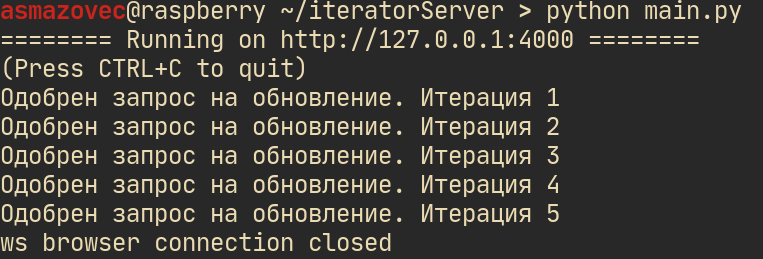 asmazovec@raspberry ~/iteratorServer > python main.py
======== Running on http://127.0.0.1:4000 ========
(Press CTRL+C to quit)
Одобрен запрос на обновление. Итерация 1
Одобрен запрос на обновление. Итерация 2
Одобрен запрос на обновление. Итерация 3
Одобрен запрос на обновление. Итерация 4
Одобрен запрос на обновление. Итерация 5
ws browser connection closed